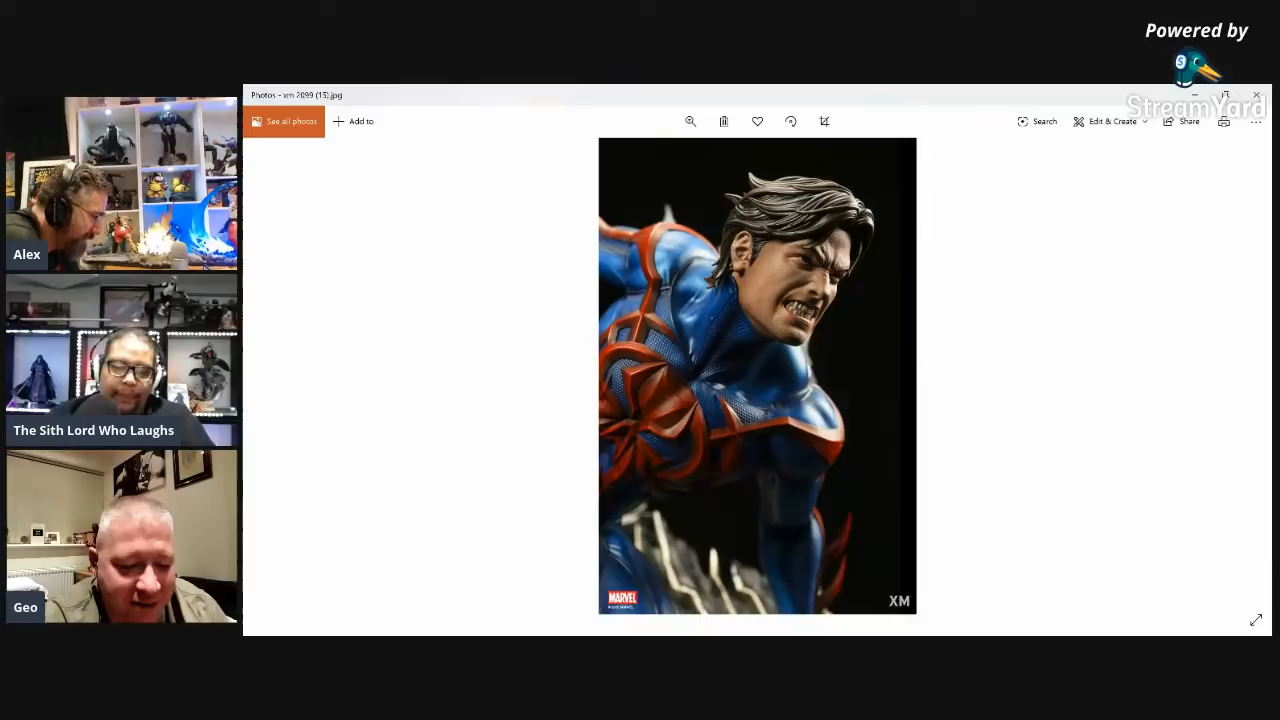 Powered by
StreamYard
Photos - xm 2099 (15).jpg
See all photos
Add to
Search
Edit & Create
Share
Alex
The Sith Lord Who Laughs
Geo
MARVEL
XM